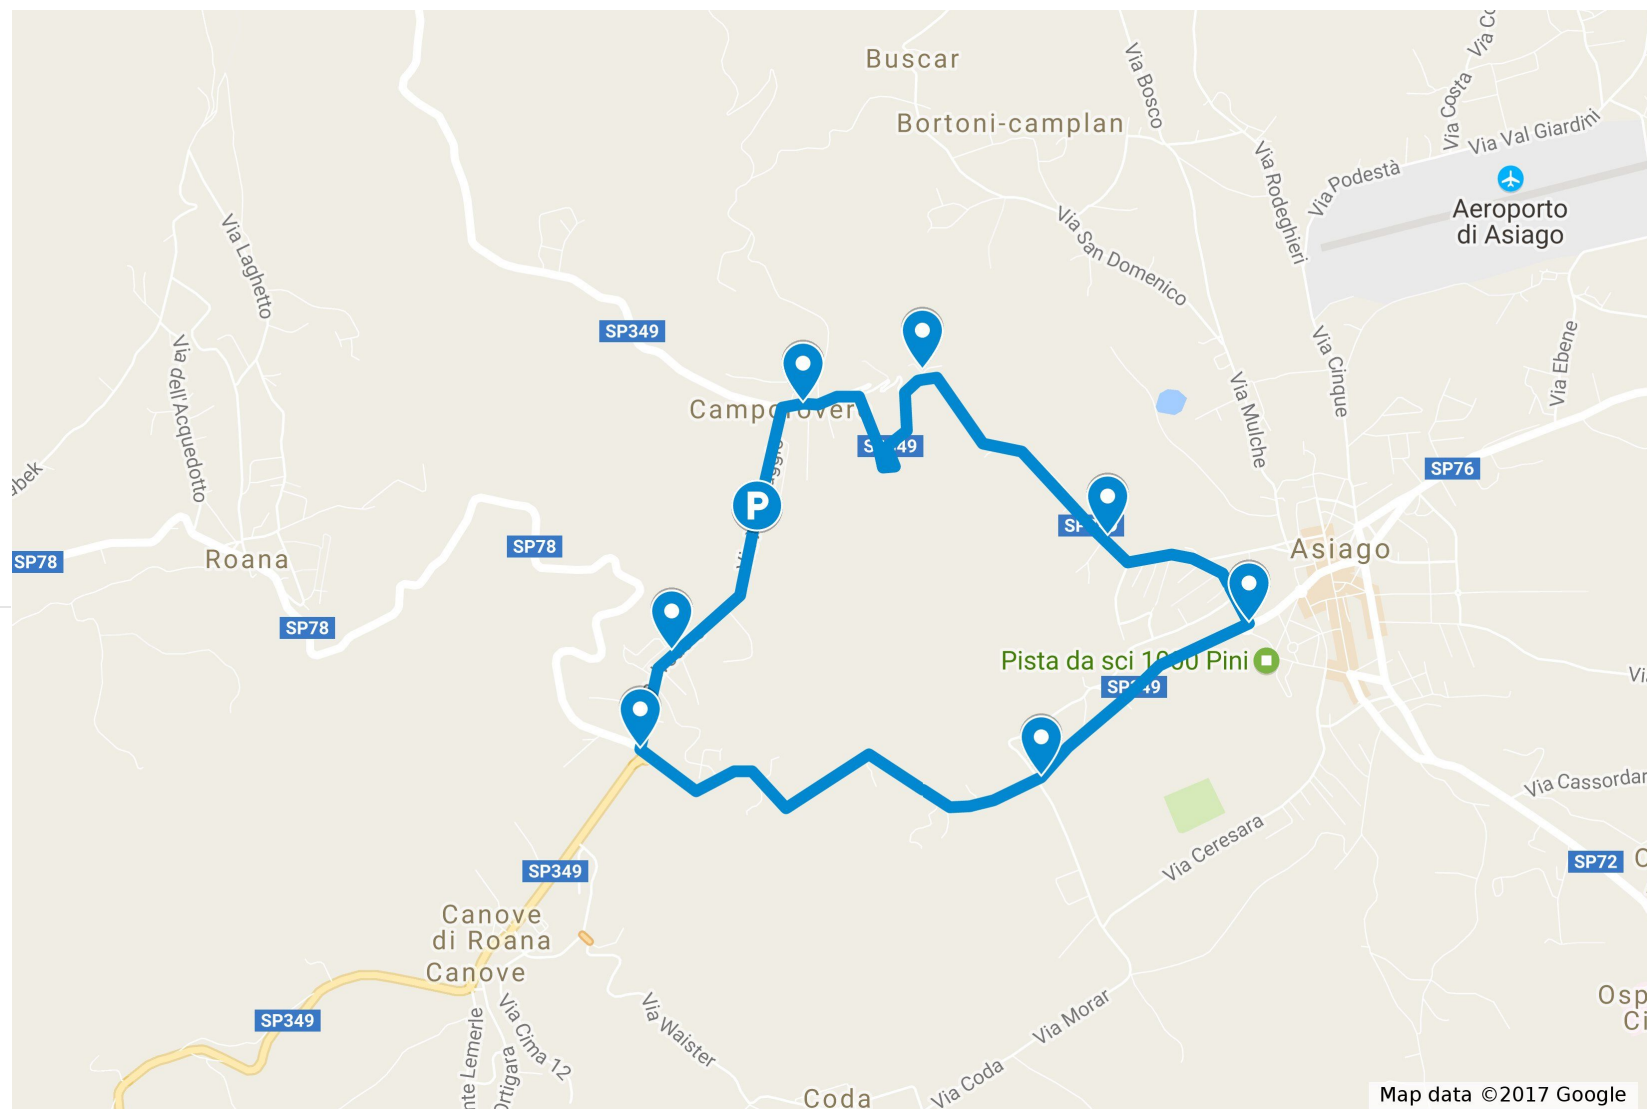 Buscar
Bortoni-camplan
Via Bosco
Via Costa
Via Val Giardini
Via Podestà
Via Rodeghieri
Aeroporto
di Asiago
Via San Domenico
Via Laghetto
SP349
Via dell'Acquedotto
Via Cinque
Via Ebene
Via Mulche
SP76
SP78
Roana
SP78
SP78
P
Asiago
Pista da sci 1000 Pini
SP349
Via Ceresara
SP72
SP349
Canove
di Roana
Canove
SP349
Via Cima 12
Via Waister
Via Morar
Via Coda
Coda
Map data ©2017 Google